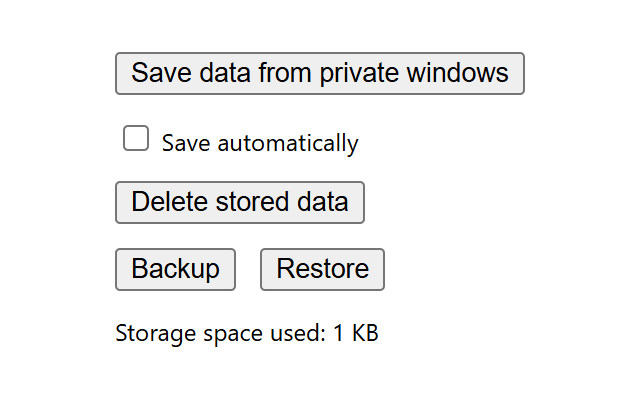 Save data from private windows
Save automatically
Delete stored data
Backup Restore
Storage space used: 1 KB